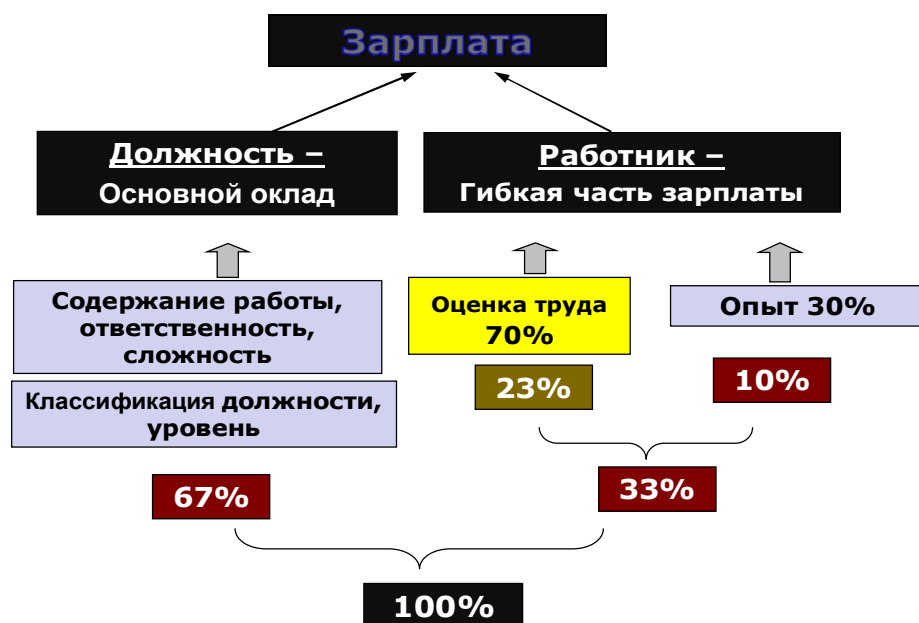 Зарплата
Должность –
Основной оклад
Работник –
Гибкая часть зарплаты
Содержание работы,
ответственность,
сложность
Оценка труда
70%
Опыт 30%
Классификация должности,
уровень
23%
10%
67%
33%
100%